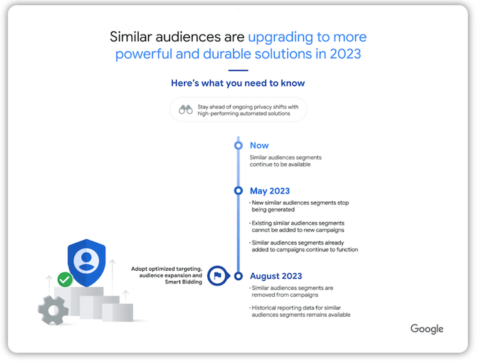 Similar audiences are upgrading to more
powerful and durable solutions in 2023
Here's what you need to know
Stay ahead of ongoing privacy shifts with
high-performing automated solutions
Now
Similar audiences segments
continue to be available
May 2023
· New similar audiences segments stop
being generated
· Existing similar audiences segments
cannot be added to new campaigns
· Similar audiences segments already
added to campaigns continue to function
Adopt optimized targeting,
audience expansion and
Smart Bidding
August 2023
· Similar audiences segments are
removed from campaigns
· Historical reporting data for similar
audiences segments remains available
Google